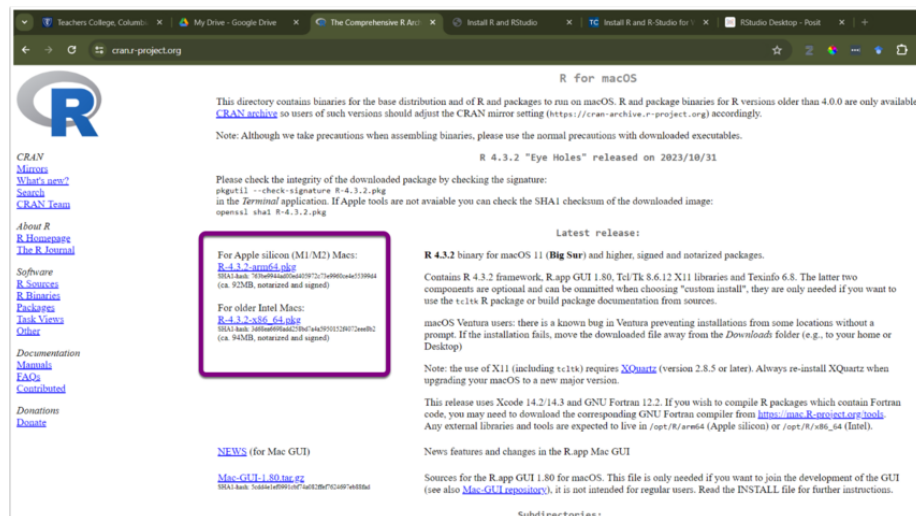 Teachers College, Columb
My Drive - Google Drive
The Comprehensive R Arch
Install R and RStudio
Install R and R-Studio for
RStudio Desktop - Posit
cran.r-project.org
R
CRAN
Mirrors
What's new?
Search
CRAN Team
About R
R Homepage
The R Journal
Software
R Sources
R Binaries
Packages
Task Views
Other
Documentation
Manuals
FAQs
Contributed
Donations
Donate
R for macOS
This directory contains binaries for the base distribution and of R and packages to run on macOS. R and package binaries for R versions older than 4.0.0 are only available
CRAN archive so users of such versions should adjust the CRAN mirror setting (https://cran-archive.r-project.org) accordingly.
Note: Although we take precautions when assembling binaries, please use the normal precautions with downloaded executables.
R 4.3.2 "Eye Holes" released on 2023/10/31
Please check the integrity of the downloaded package by checking the signature:
pkgutil --check-signature R-4.3.2.pkg
in the Terminal application. If Apple tools are not avaiable you can check the SHA1 checksum of the downloaded image:
openssl sha1 R-4.3.2.pkg
Latest release:
For Apple silicon (M1/M2) Macs:
R-4.3.2-arm64.pkg
SHA1-hash:
(ca. 92MB, notarized and signed)
For older Intel Macs:
R-4.3.2-x86_64.pkg
SHA1-hash:
(ca. 94MB, notarized and signed)
R 4.3.2 binary for macOS 11 (Big Sur) and higher, signed and notarized packages.
Contains R 4.3.2 framework, R.app GUI 1.80, Tcl/Tk 8.6.12 X11 libraries and Texinfo 6.8. The latter two
components are optional and can be ommitted when choosing "custom install", they are only needed if you want to
use the tcltk R package or build package documentation from sources.
macOS Ventura users: there is a known bug in Ventura preventing installations from some locations without a
prompt. If the installation fails, move the downloaded file away from the Downloads folder (e.g., to your home or
Desktop)
Note: the use of X11 (including tcltk) requires XQuartz (version 2.8.5 or later). Always re-install XQuartz when
upgrading your macOS to a new major version.
This release uses Xcode 14.2/14.3 and GNU Fortran 12.2. If you wish to compile R packages which contain Fortran
code, you may need to download the corresponding GNU Fortran compiler from https://mac.R-project.org/tools.
Any external libraries and tools are expected to live in /opt/R/arm64 (Apple silicon) or /opt/R/x86_64 (Intel).
NEWS (for Mac GUI)
News features and changes in the R.app Mac GUI
Mac-GUI-1.80.tar.gz
SHA1-hash:
Sources for the R.app GUI 1.80 for macOS. This file is only needed if you want to join the development of the GUI
(see also Mac-GUI repository), it is not intended for regular users. Read the INSTALL file for further instructions.
Subdirectories: